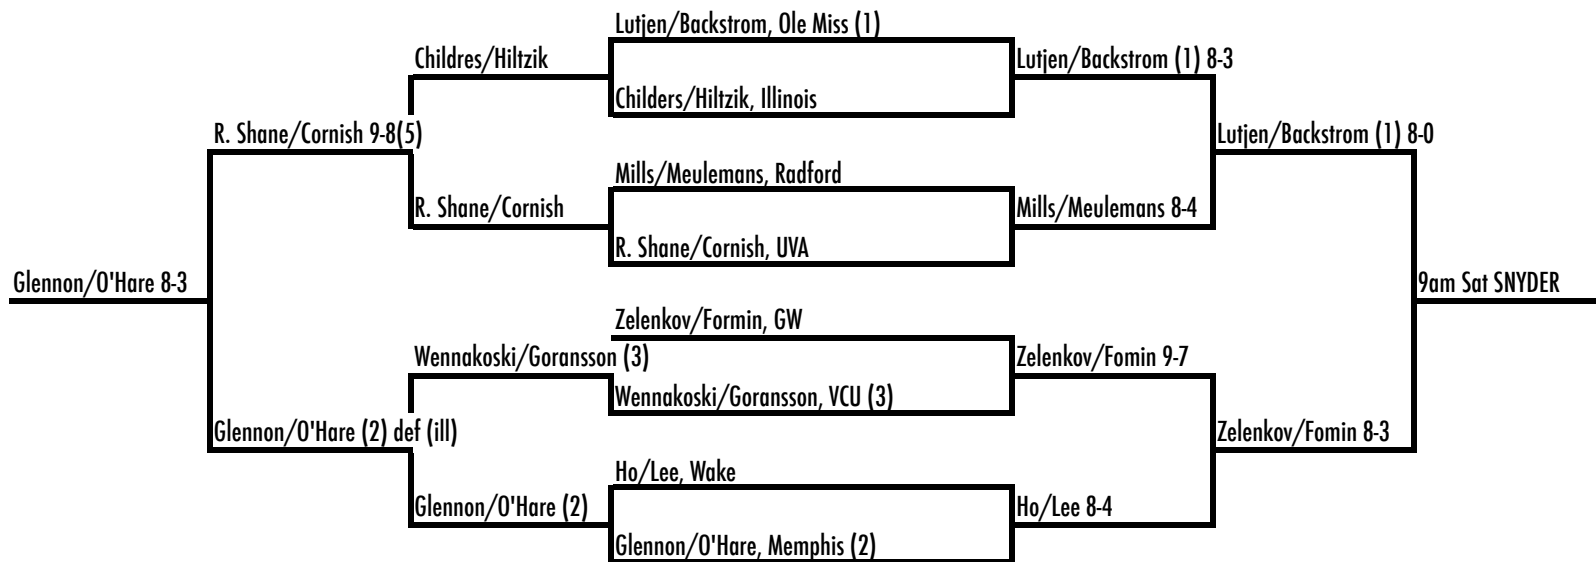 Lutjen/Backstrom, Ole Miss (1)
Childres/Hiltzik
Lutjen/Backstrom (1) 8-3
Childers/Hiltzik, Illinois
R. Shane/Cornish 9-8(5)
Lutjen/Backstrom (1) 8-0
Mills/Meulemans, Radford
R. Shane/Cornish
Mills/Meulemans 8-4
R. Shane/Cornish, UVA
Glennon/O'Hare 8-3
9am Sat SNYDER
Zelenkov/Formin, GW
Wennakoski/Goransson (3)
Zelenkov/Fomin 9-7
Wennakoski/Goransson, VCU (3)
Glennon/O'Hare (2) def (ill)
Zelenkov/Fomin 8-3
Ho/Lee, Wake
Glennon/O'Hare (2)
Ho/Lee 8-4
Glennon/O'Hare, Memphis (2)